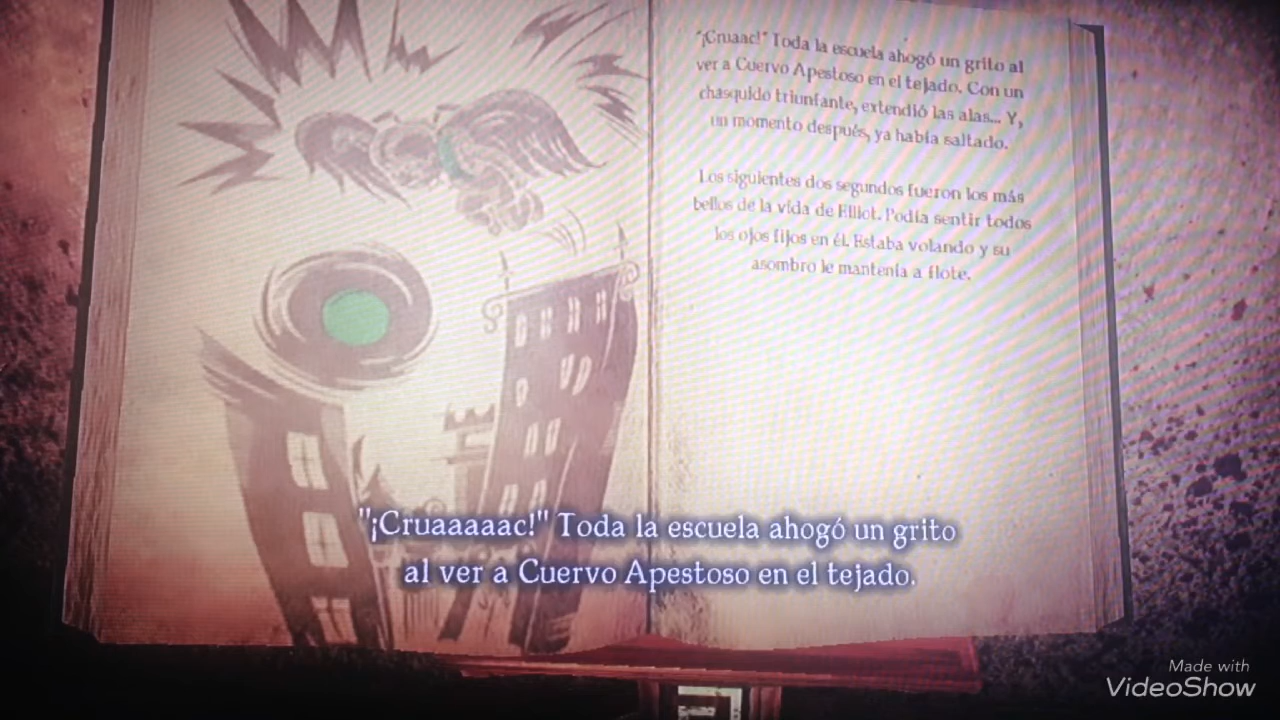 "¡Cruaac!" Toda la escuela ahogó un grito al
ver a Cuervo Apestoso en el tejado. Con un
chasquido triunfante, extendió las alas... Y,
un momento después, ya había saltado.
Los siguientes dos segundos fueron los más
bellos de la vida de Elliot. Podía sentir todos
los ojos fijos en él. Estaba volando y su
asombro le mantenía a flote.
"¡Cruaaaaac!" Toda la escuela ahogó un grito
al ver a Cuervo Apestoso en el tejado.
Made with
VideoShow